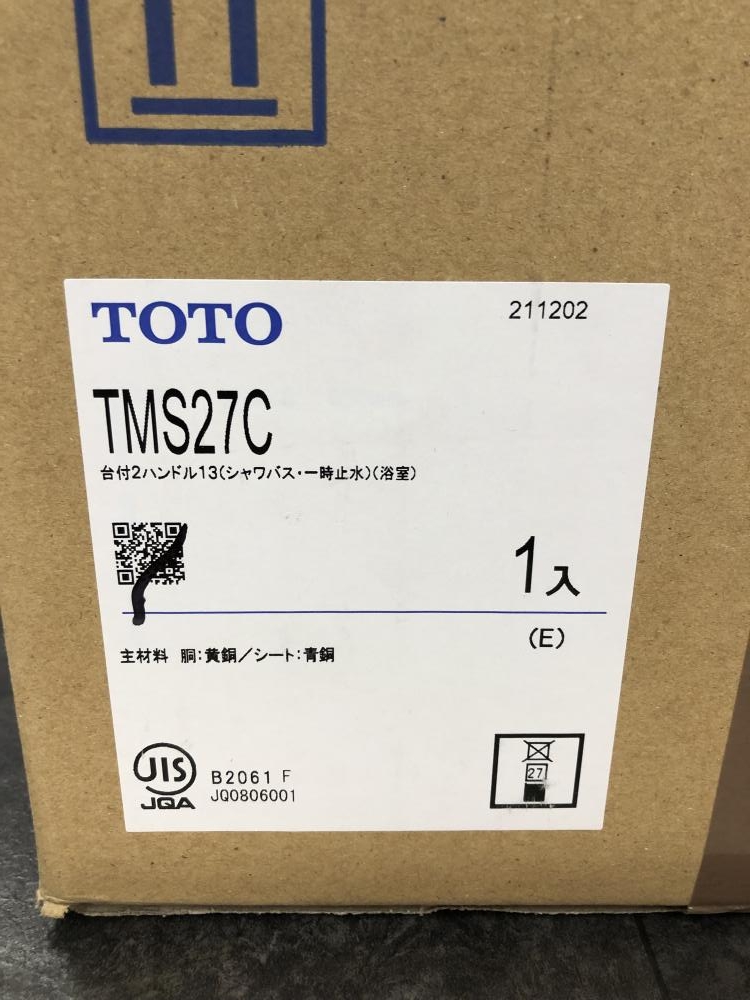 TOTO
211202
TMS27C
台付2ハンドル13(シャワバス・一時止水)(浴室)
1入
(E)
主材料 胴:黄銅/シート:青銅
JIS
JQA
B2061 F
JQ0806001
27